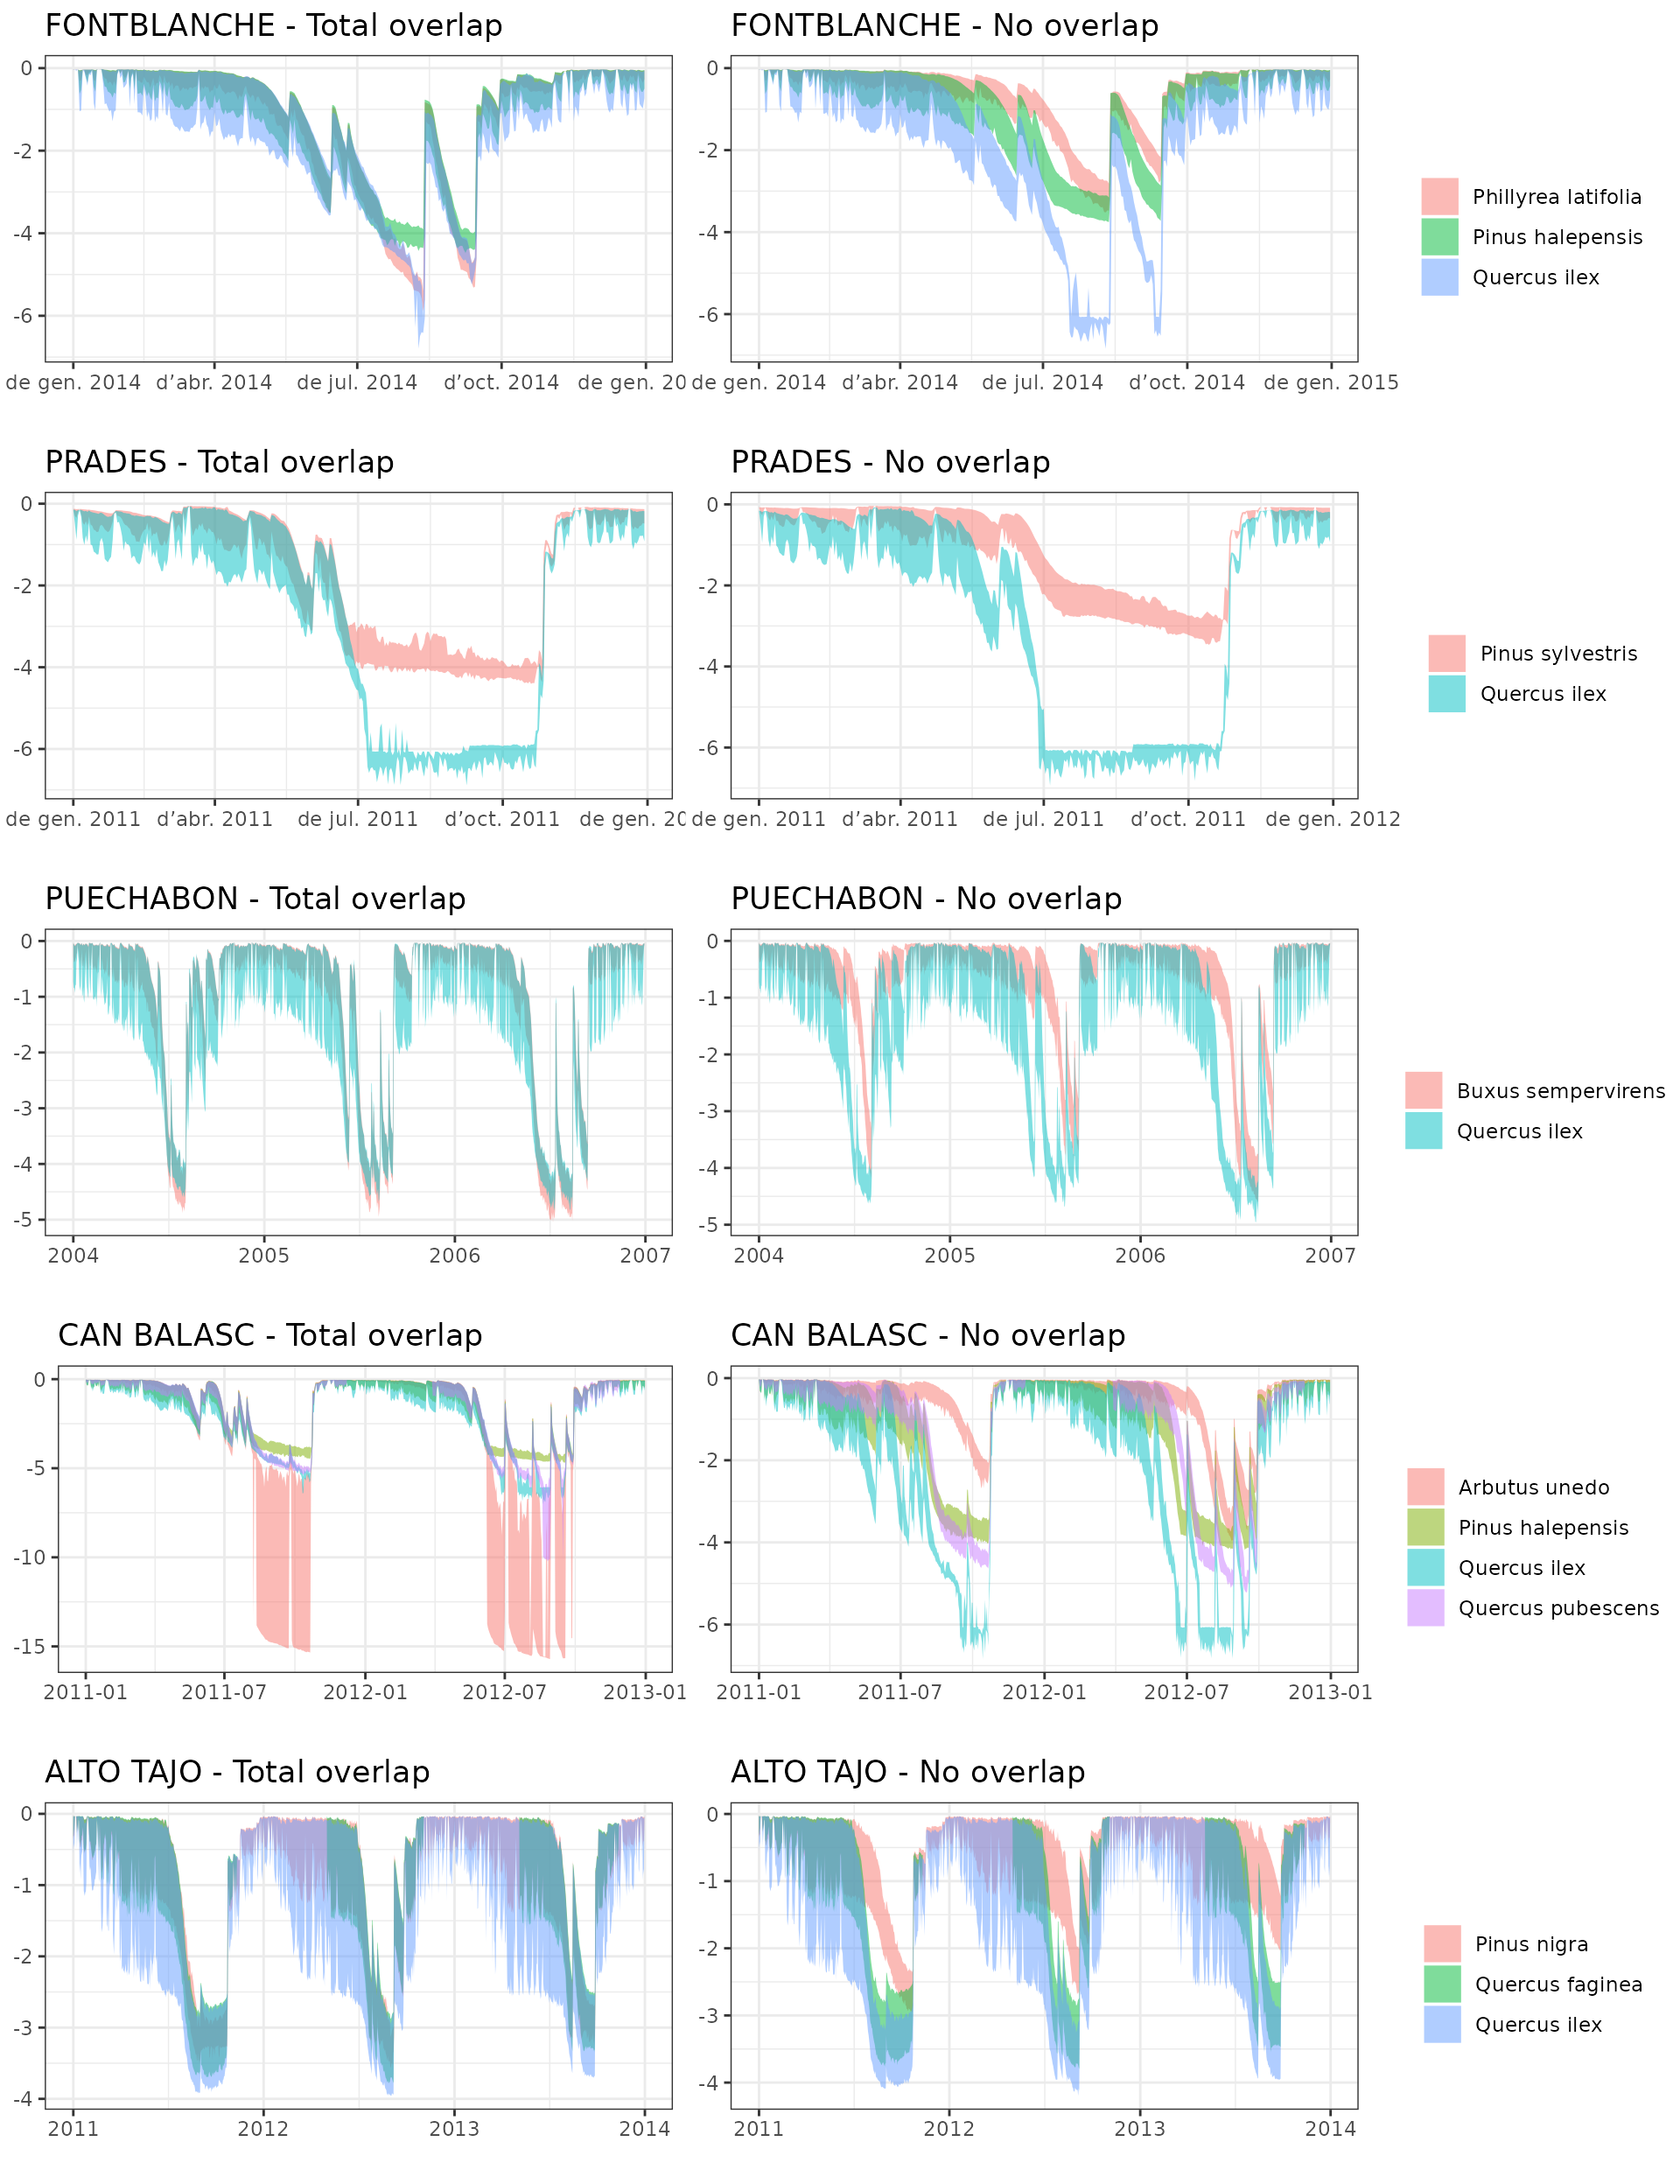 FONTBLANCHE - Total overlap
FONTBLANCHE - No overlap
0
-2
-4
-6
de gen. 2014 d’abr. 2014 de jul. 2014 d’oct. 2014 de gen. 20
0
-2
-4
-6
de gen. 2014 d’abr. 2014 de jul. 2014 d’oct. 2014 de gen. 2015
Phillyrea latifolia
Pinus halepensis
Quercus ilex
PRADES - Total overlap
PRADES - No overlap
0
-2
-4
-6
de gen. 2011 d’abr. 2011 de jul. 2011 d’oct. 2011 de gen. 20
0
-2
-4
-6
de gen. 2011 d’abr. 2011 de jul. 2011 d’oct. 2011 de gen. 2012
Pinus sylvestris
Quercus ilex
PUECHABON - Total overlap
PUECHABON - No overlap
0
-1
-2
-3
-4
-5
2004 2005 2006 2007
0
-1
-2
-3
-4
-5
2004 2005 2006 2007
Buxus sempervirens
Quercus ilex
CAN BALASC - Total overlap
CAN BALASC - No overlap
0
-5
-10
-15
2011-01 2011-07 2012-01 2012-07 2013-01
0
-2
-4
-6
2011-01 2011-07 2012-01 2012-07 2013-01
Arbutus unedo
Pinus halepensis
Quercus ilex
Quercus pubescens
ALTO TAJO - Total overlap
ALTO TAJO - No overlap
0
-1
-2
-3
-4
2011 2012 2013 2014
0
-1
-2
-3
-4
2011 2012 2013 2014
Pinus nigra
Quercus faginea
Quercus ilex